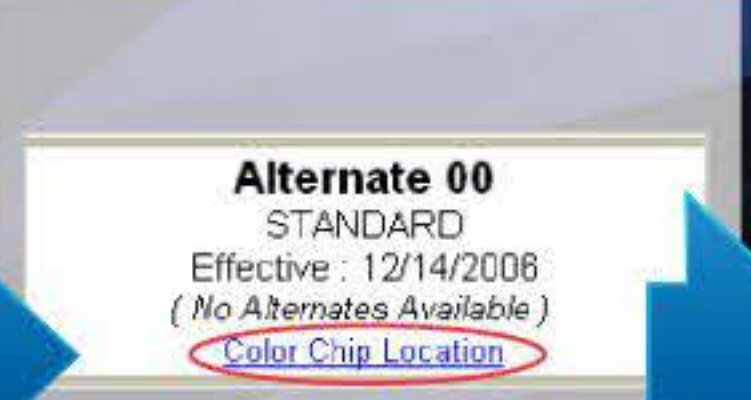 Alternate 00
STANDARD
Effective : 12/14/2006
( No Alternates Available )
Color Chip Location